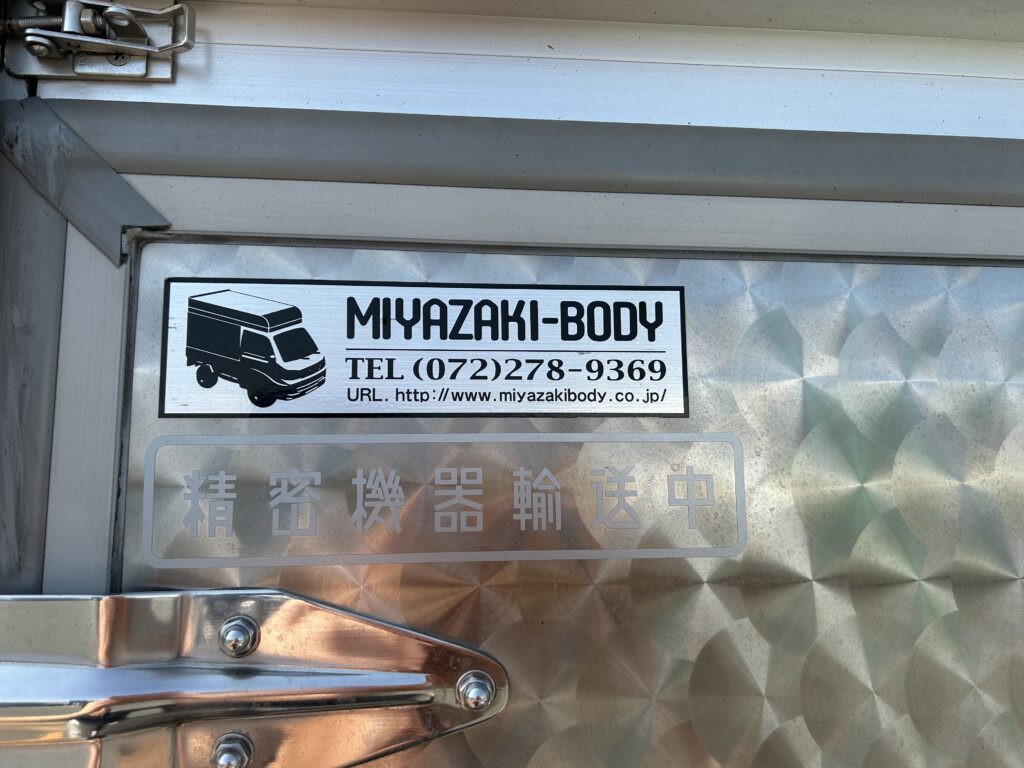 MIYAZAKI-BODY
TEL (072)278-9369
URL. http://www.miyazakibody.co.jp/
精密機器輸送中